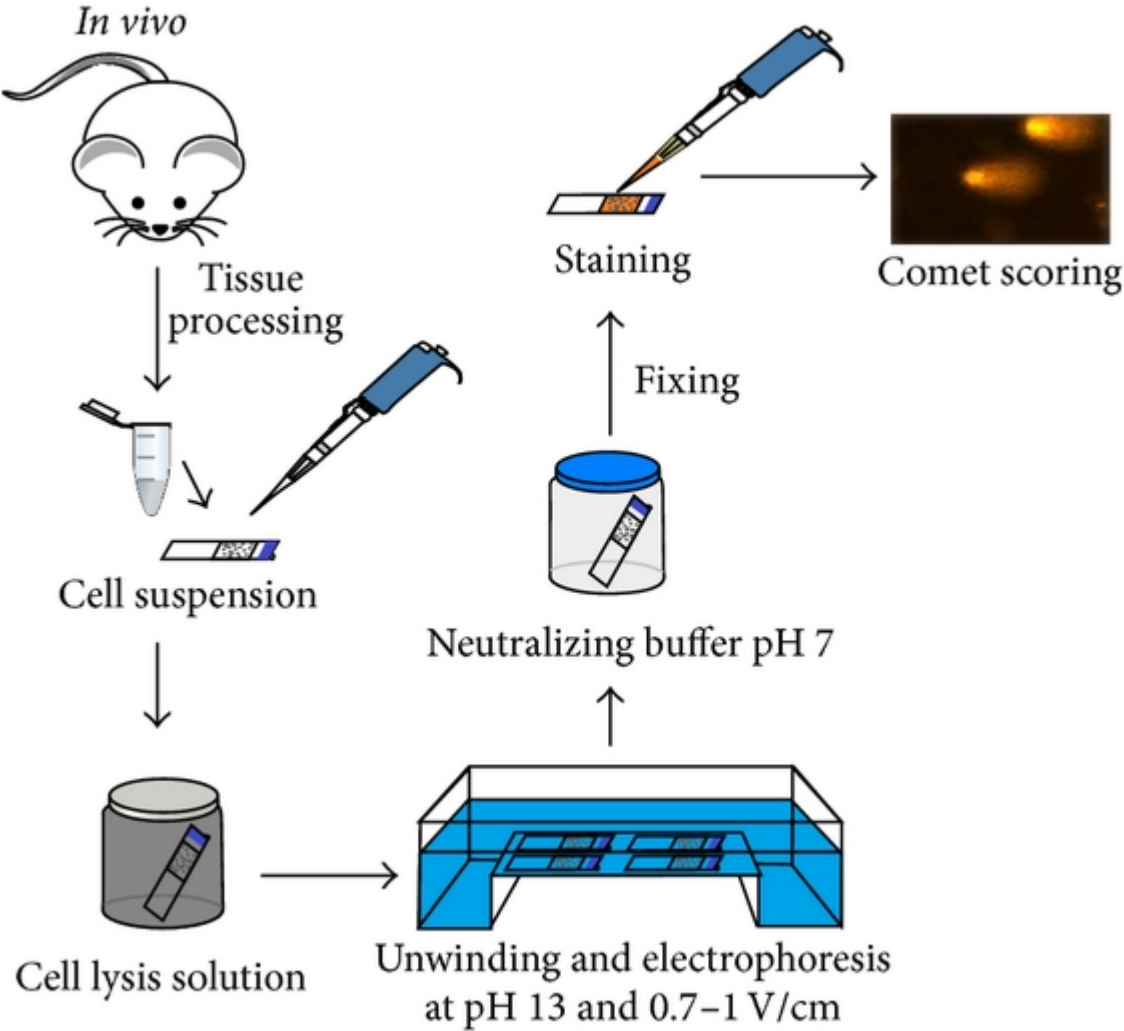 In vivo
Tissue
processing
Cell suspension
Cell lysis solution
Unwinding and electrophoresis
at pH 13 and 0.7–1 V/cm
Neutralizing buffer pH 7
Fixing
Staining
Comet scoring